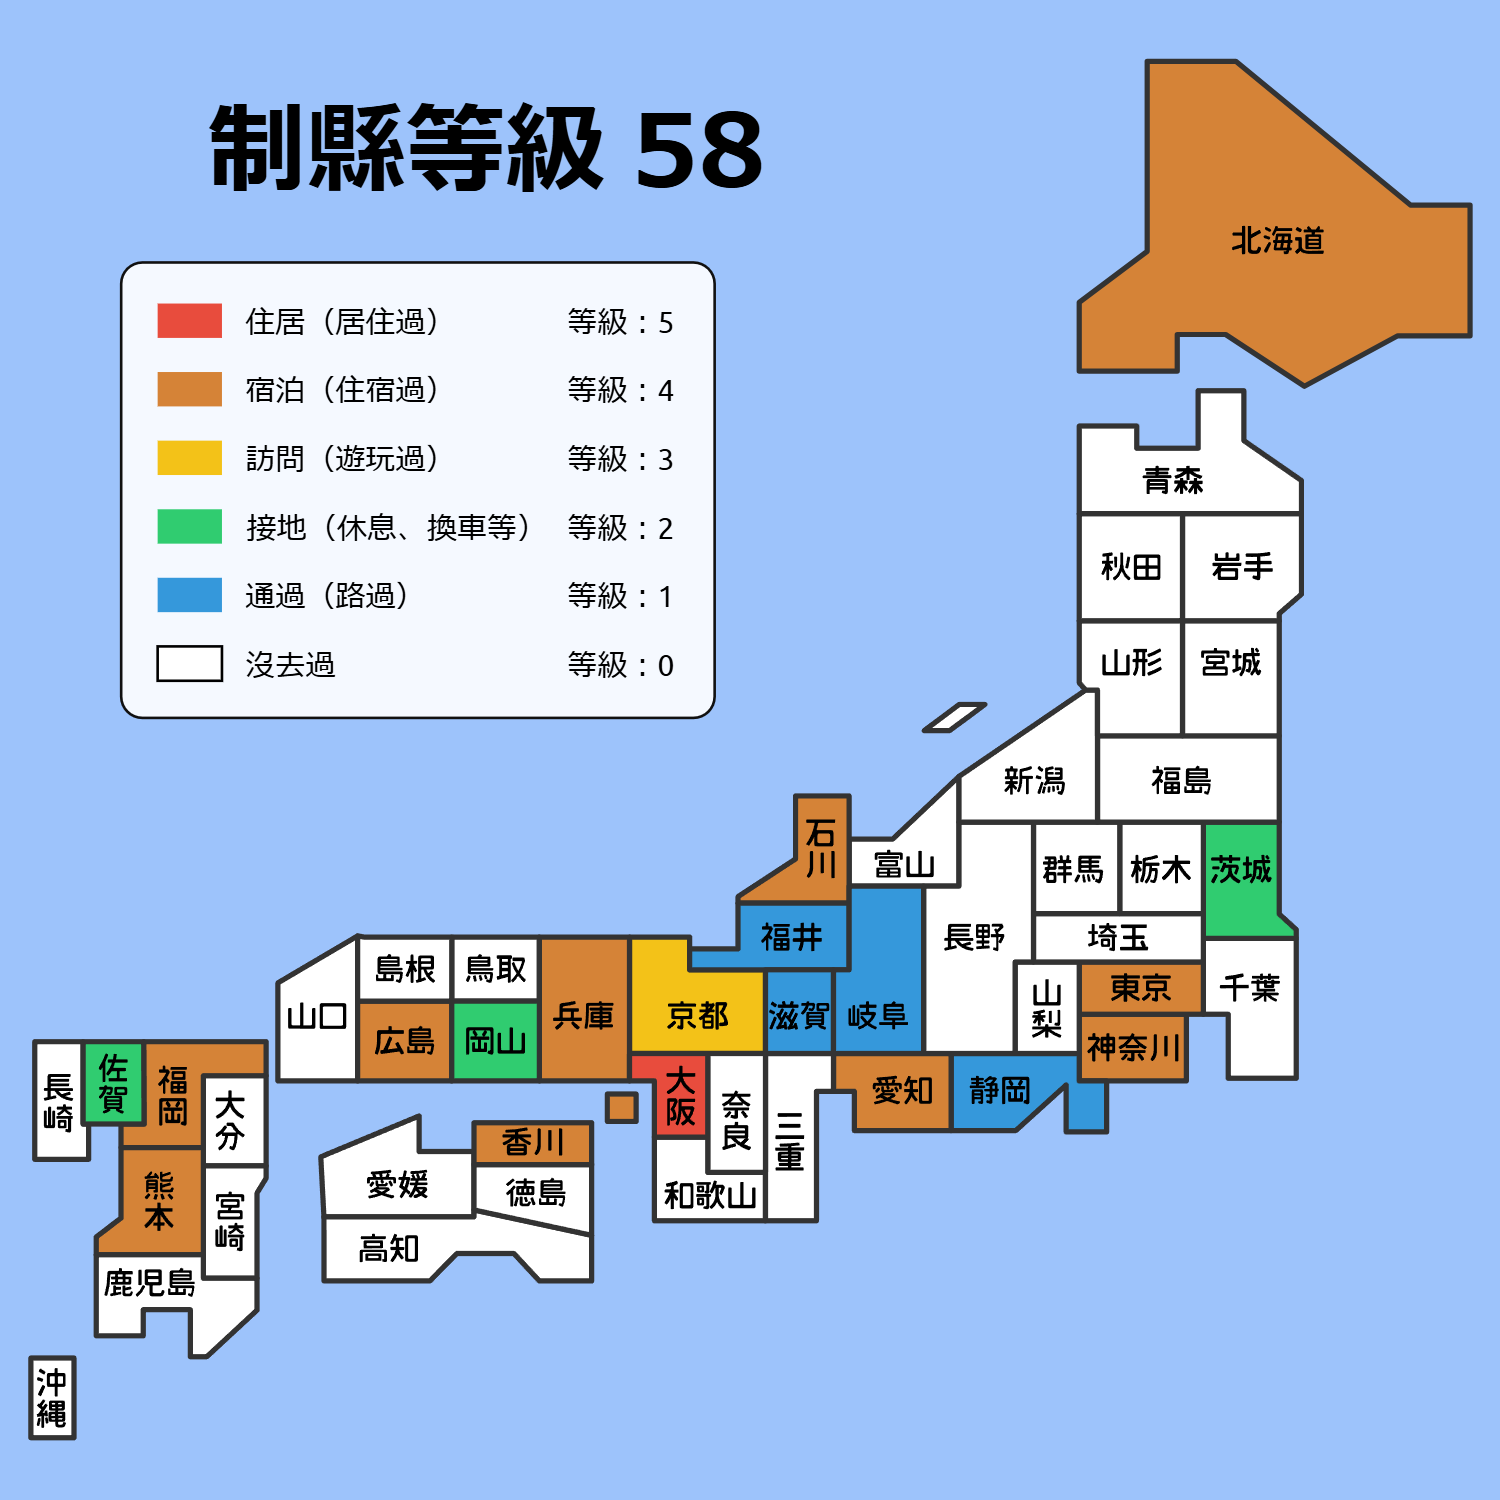 制縣等級 58
住居（居住過） 等級：5
宿泊（住宿過） 等級：4
訪問（遊玩過） 等級：3
接地（休息、換車等） 等級：2
通過（路過） 等級：1
沒去過 等級：0
北海道
青森
秋田
岩手
山形
宮城
新潟
福島
石川
富山
群馬
栃木
茨城
福井
長野
埼玉
島根
鳥取
山口
広島
岡山
兵庫
京都
滋賀
岐阜
山梨
東京
千葉
神奈川
長崎
佐賀
福岡
大分
大阪
奈良
三重
愛知
静岡
香川
愛媛
徳島
和歌山
高知
熊本
宮崎
鹿児島
沖縄